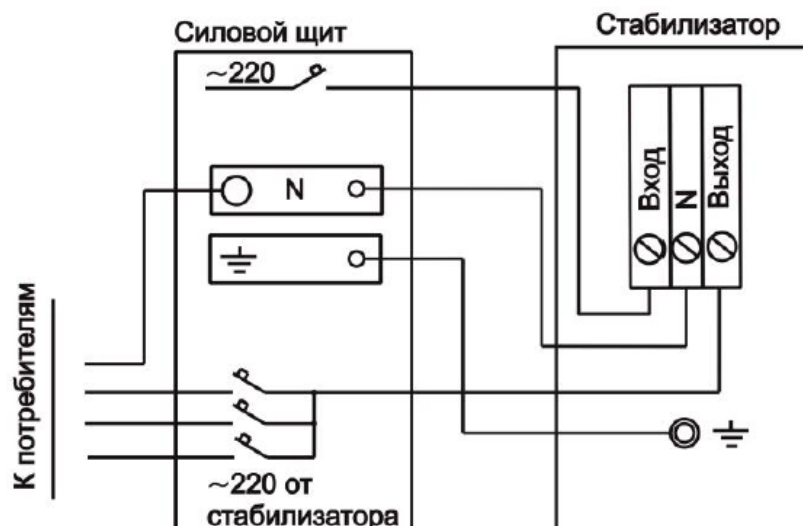 Силовой щит
Стабилизатор
~220
N
Вход
N
Выход
К потребителям
~220 от
стабилизатора